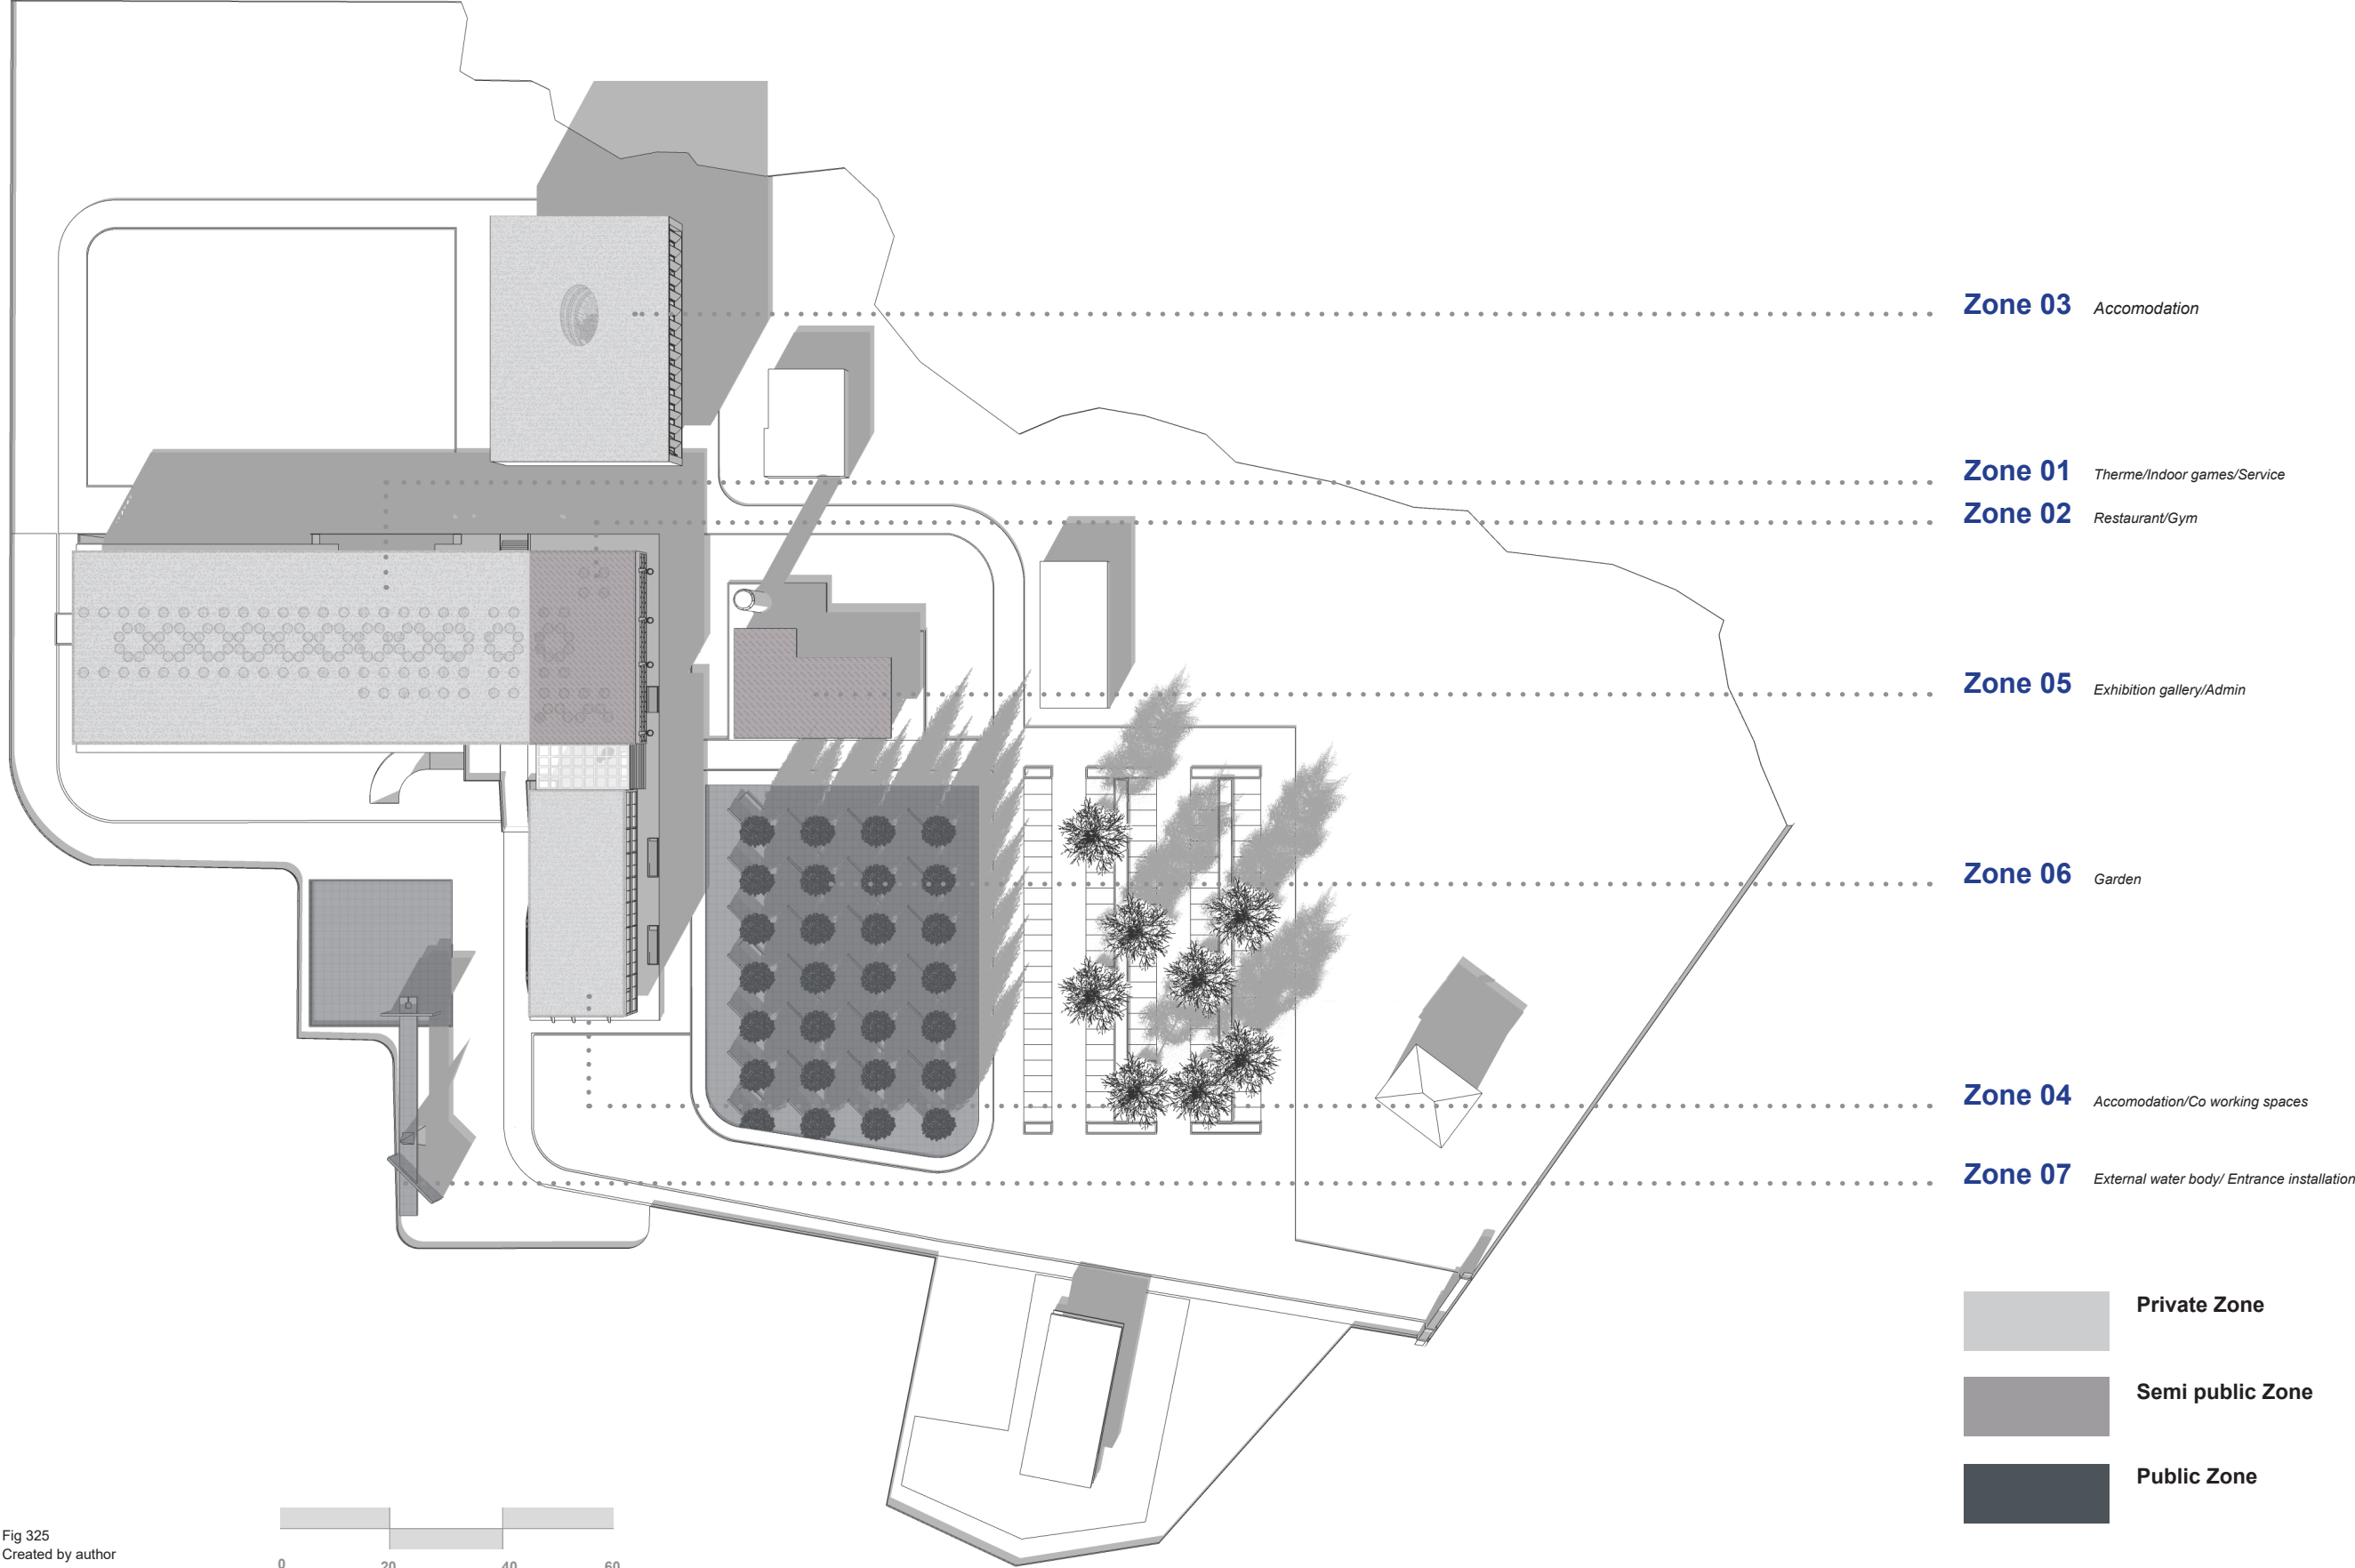 Zone 03 Accomodation
Zone 01 Therme/Indoor games/Service
Zone 02 Restaurant/Gym
Zone 05 Exhibition gallery/Admin
Zone 06 Garden
Zone 04 Accomodation/Co working spaces
Zone 07 External water body/ Entrance installation
Private Zone
Semi public Zone
Public Zone
Fig 325
Created by author
0 20 40 60